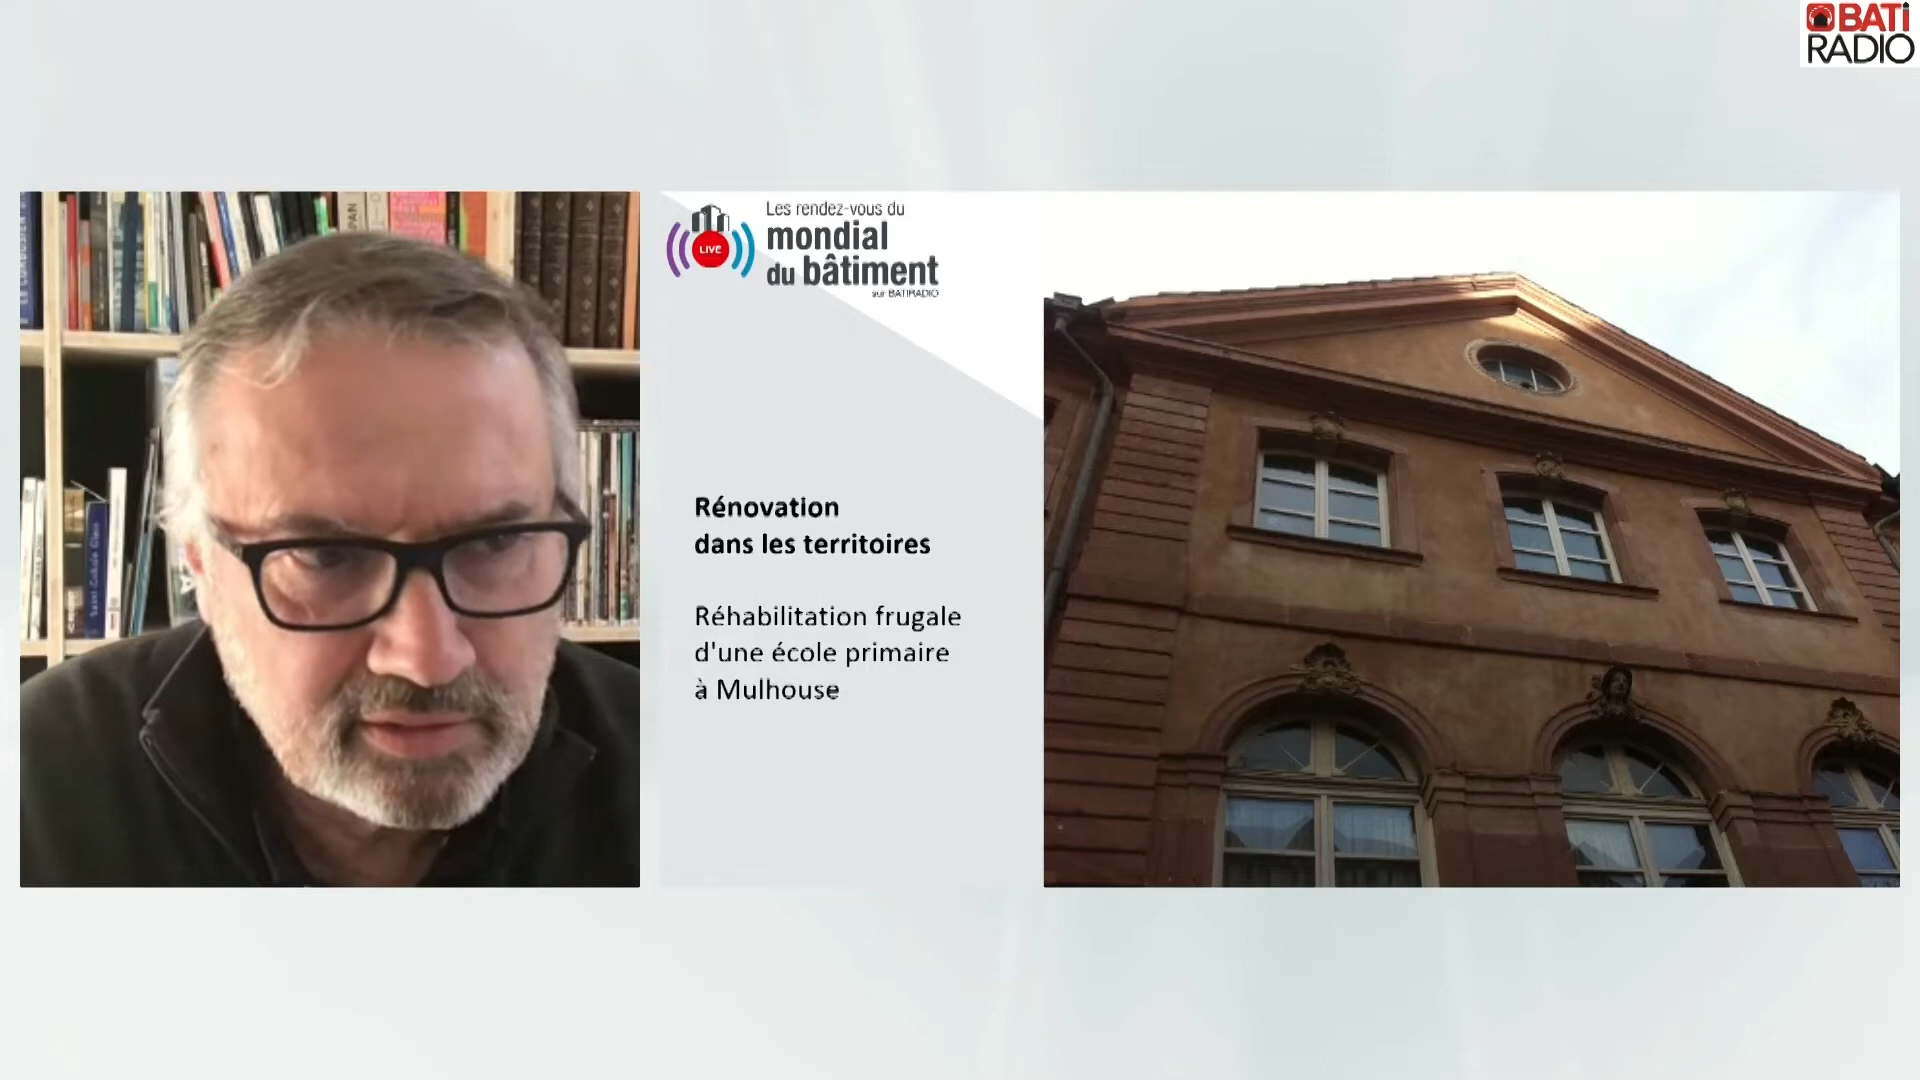 BATi
RADIO
Les rendez-vous du
mondial
du bâtiment
sur BATIRADIO
LIVE
Rénovation
dans les territoires
Réhabilitation frugale
d'une école primaire
à Mulhouse